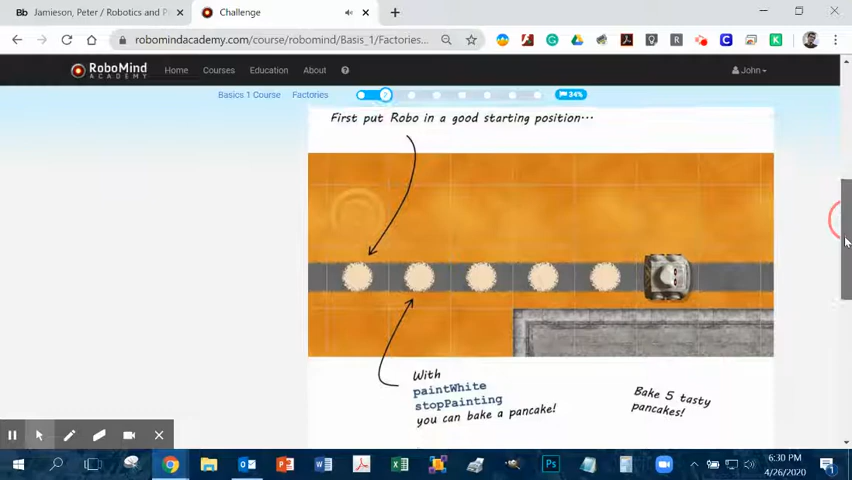 Bb Jamieson, Peter / Robotics and P
Challenge
robomindacademy.com/course/robomind/Basis_1/Factories...
ROBOMIND
ACADEMY
Home
Courses
Education
About
John
Basics 1 Course
Factories
2
34%
First put Robo in a good starting position...
With
paintWhite
stopPainting
you can bake a pancake!
Bake 5 tasty
pancakes!
6:30 PM
4/26/2020